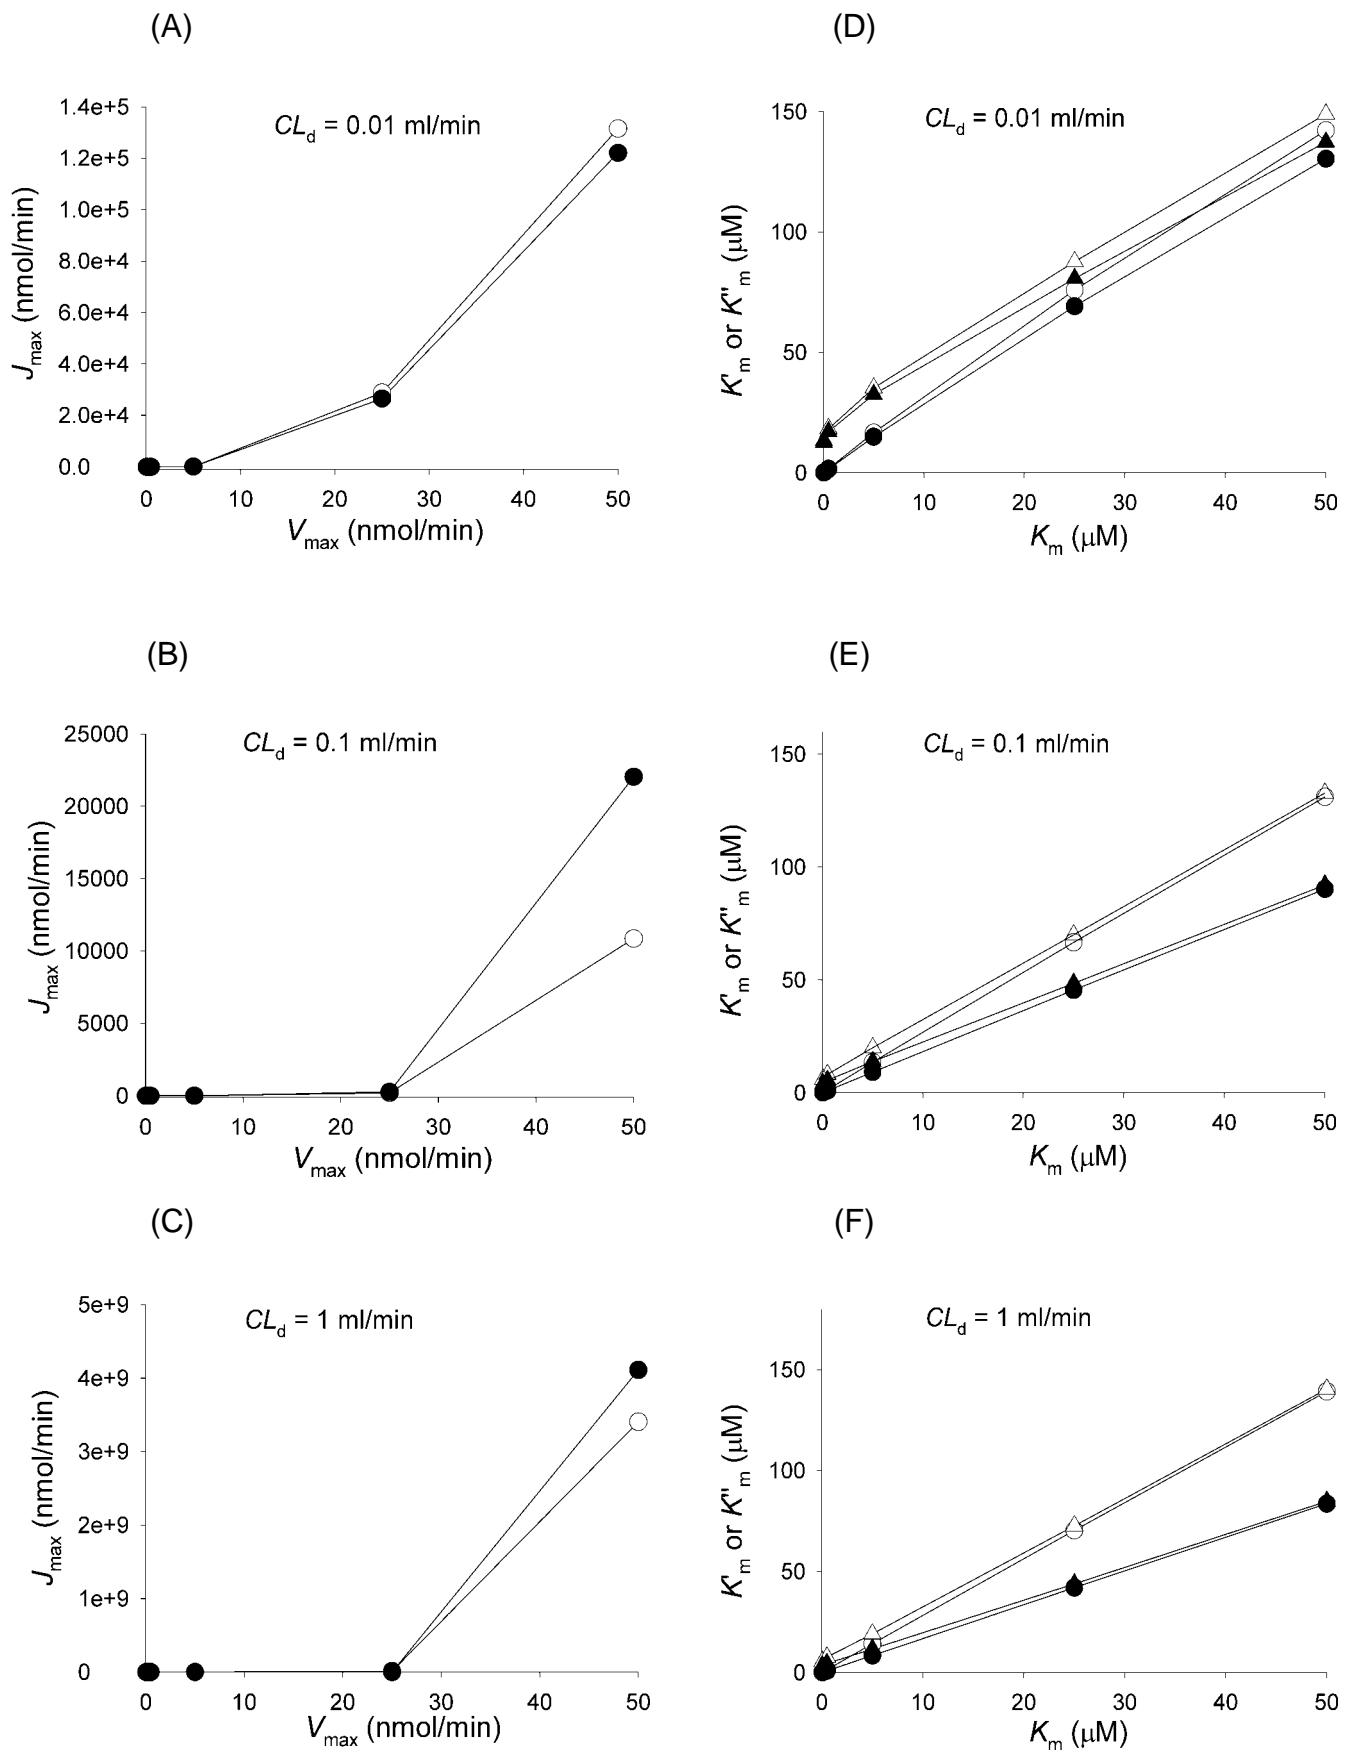 (A)
CLd = 0.01 ml/min
Jmax (nmol/min)
1.4e+5
1.2e+5
1.0e+5
8.0e+4
6.0e+4
4.0e+4
2.0e+4
0.0
0 10 20 30 40 50
Vmax (nmol/min)
(D)
CLd = 0.01 ml/min
K'm or K"m (μM)
150
100
50
0
0 10 20 30 40 50
Km (μM)
(B)
CLd = 0.1 ml/min
Jmax (nmol/min)
25000
20000
15000
10000
5000
0
0 10 20 30 40 50
Vmax (nmol/min)
(E)
CLd = 0.1 ml/min
K'm or K"m (μM)
150
100
50
0
0 10 20 30 40 50
Km (μM)
(C)
CLd = 1 ml/min
Jmax (nmol/min)
5e+9
4e+9
3e+9
2e+9
1e+9
0
0 10 20 30 40 50
Vmax (nmol/min)
(F)
CLd = 1 ml/min
K'm or K"m (μM)
150
100
50
0
0 10 20 30 40 50
Km (μM)